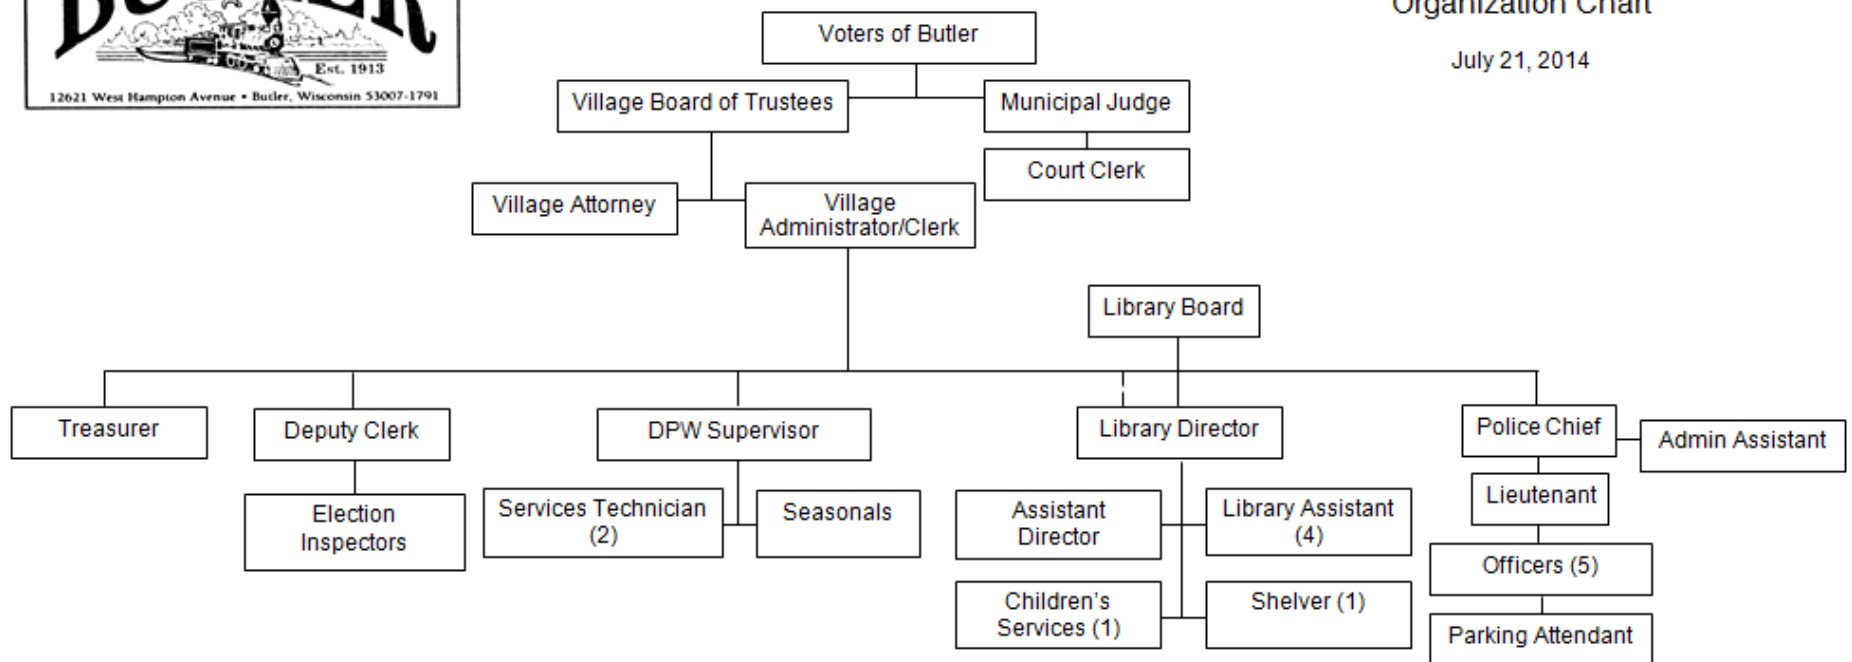 BUTLER
Est. 1913
12621 West Hampton Avenue • Butler, Wisconsin 53007-1791
Organization Chart
July 21, 2014
Voters of Butler
Village Board of Trustees
Municipal Judge
Court Clerk
Village Attorney
Village
Administrator/Clerk
Library Board
Treasurer
Deputy Clerk
DPW Supervisor
Library Director
Police Chief
Admin Assistant
Election
Inspectors
Services Technician
(2)
Seasonals
Assistant
Director
Library Assistant
(4)
Lieutenant
Officers (5)
Children's
Services (1)
Shelver (1)
Parking Attendant